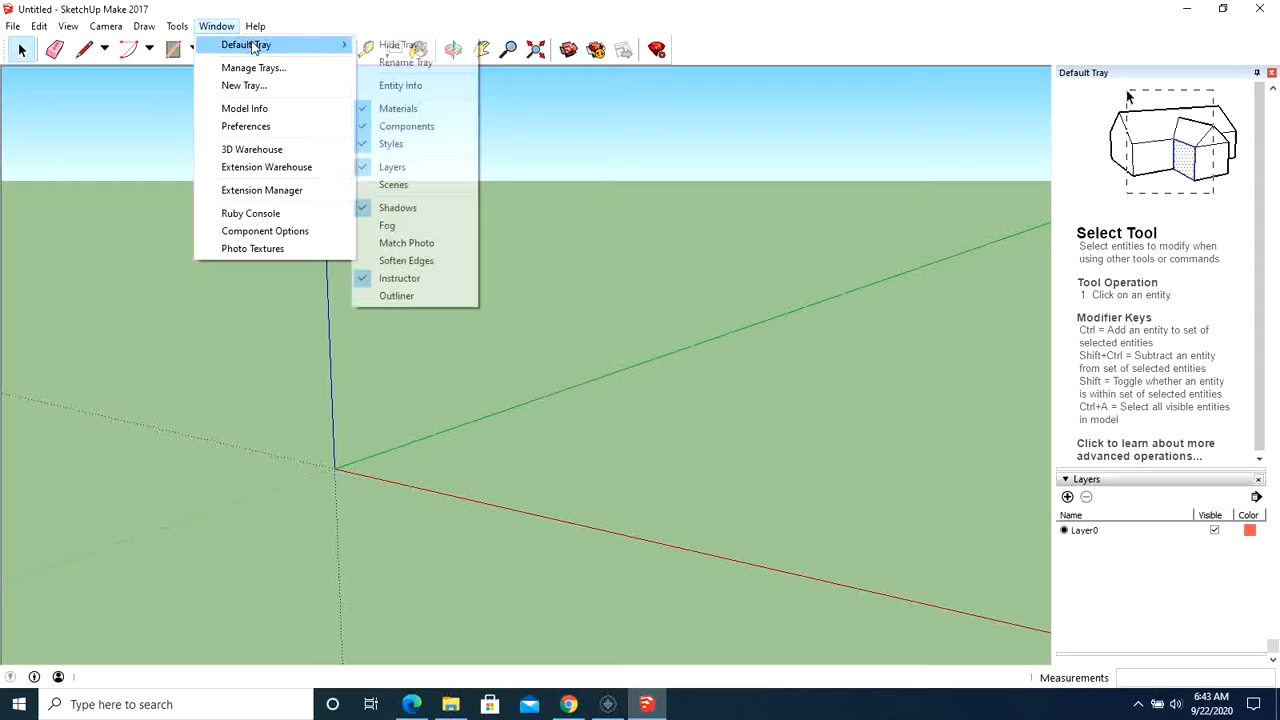 Untitled - SketchUp Make 2017
File Edit View Camera Draw Tools Window Help
Default Tray
Manage Trays...
New Tray...
Model Info
Preferences
3D Warehouse
Extension Warehouse
Extension Manager
Ruby Console
Component Options
Photo Textures
Hide Tray
Rename Tray
Entity Info
Materials
Components
Styles
Layers
Scenes
Shadows
Fog
Match Photo
Soften Edges
Instructor
Outliner
Default Tray
Select Tool
Select entities to modify when
using other tools or commands.
Tool Operation
1. Click on an entity.
Modifier Keys
Ctrl = Add an entity to set of
selected entities
Shift+Ctrl = Subtract an entity
from set of selected entities
Shift = Toggle whether an entity
is within set of selected entities
Ctrl+A = Select all visible entities
in model
Click to learn about more
advanced operations...
Layers
Name Visible Color
Layer0
Measurements
Type here to search
6:43 AM
9/22/2020